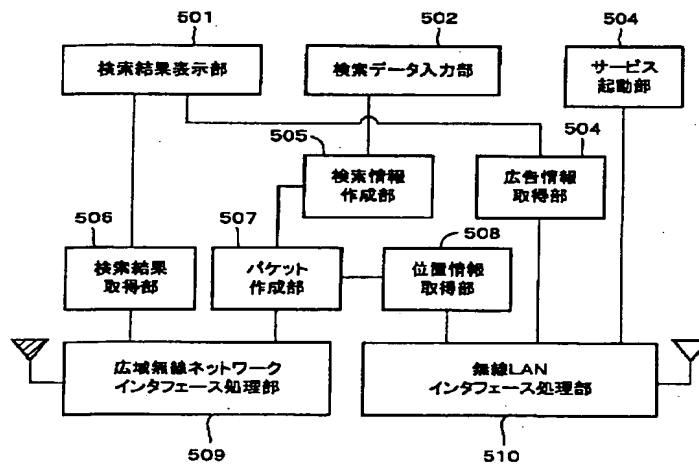 501
502
504
検索結果表示部
検索データ入力部
サービス
起動部
505
504
検索情報
作成部
広告情報
取得部
506
507
508
検索結果
取得部
パケット
作成部
位置情報
取得部
広域無線ネットワーク
インタフェース処理部
無線LAN
インタフェース処理部
509
510